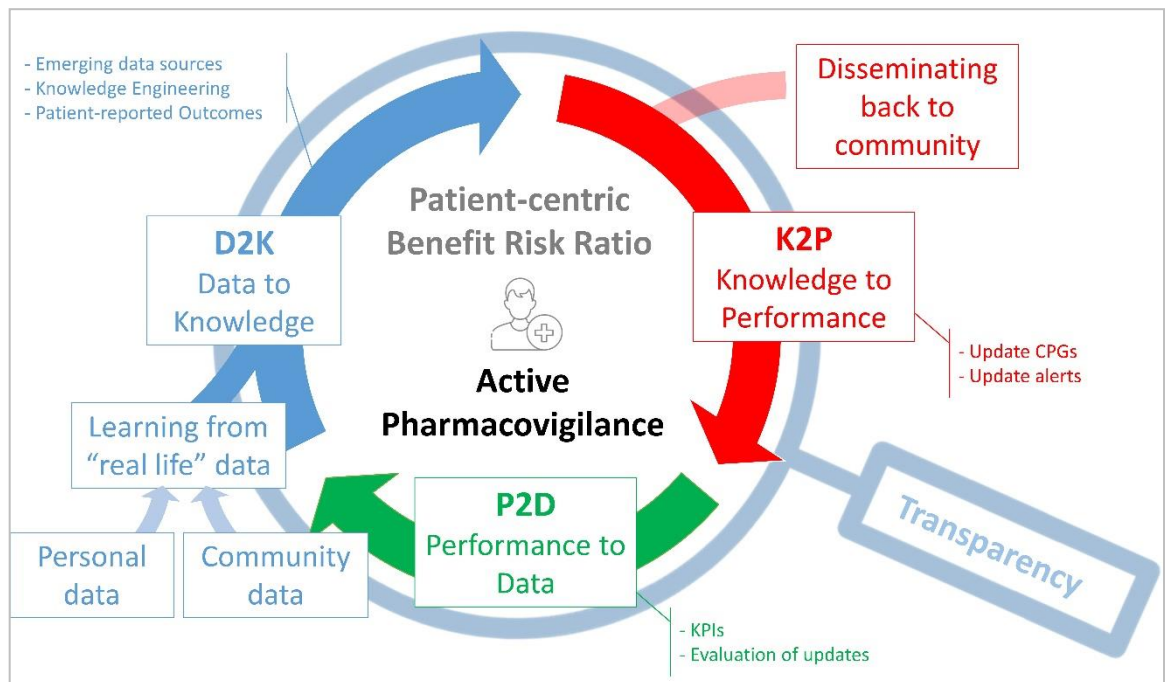 - Emerging data sources
- Knowledge Engineering
- Patient-reported Outcomes
Disseminating
back to
community
Patient-centric
Benefit Risk Ratio
D2K
Data to
Knowledge
K2P
Knowledge to
Performance
- Update CPGs
- Update alerts
Active
Pharmacovigilance
Learning from
“real life” data
Personal
data
Community
data
P2D
Performance to
Data
- KPIs
- Evaluation of updates
Transparency